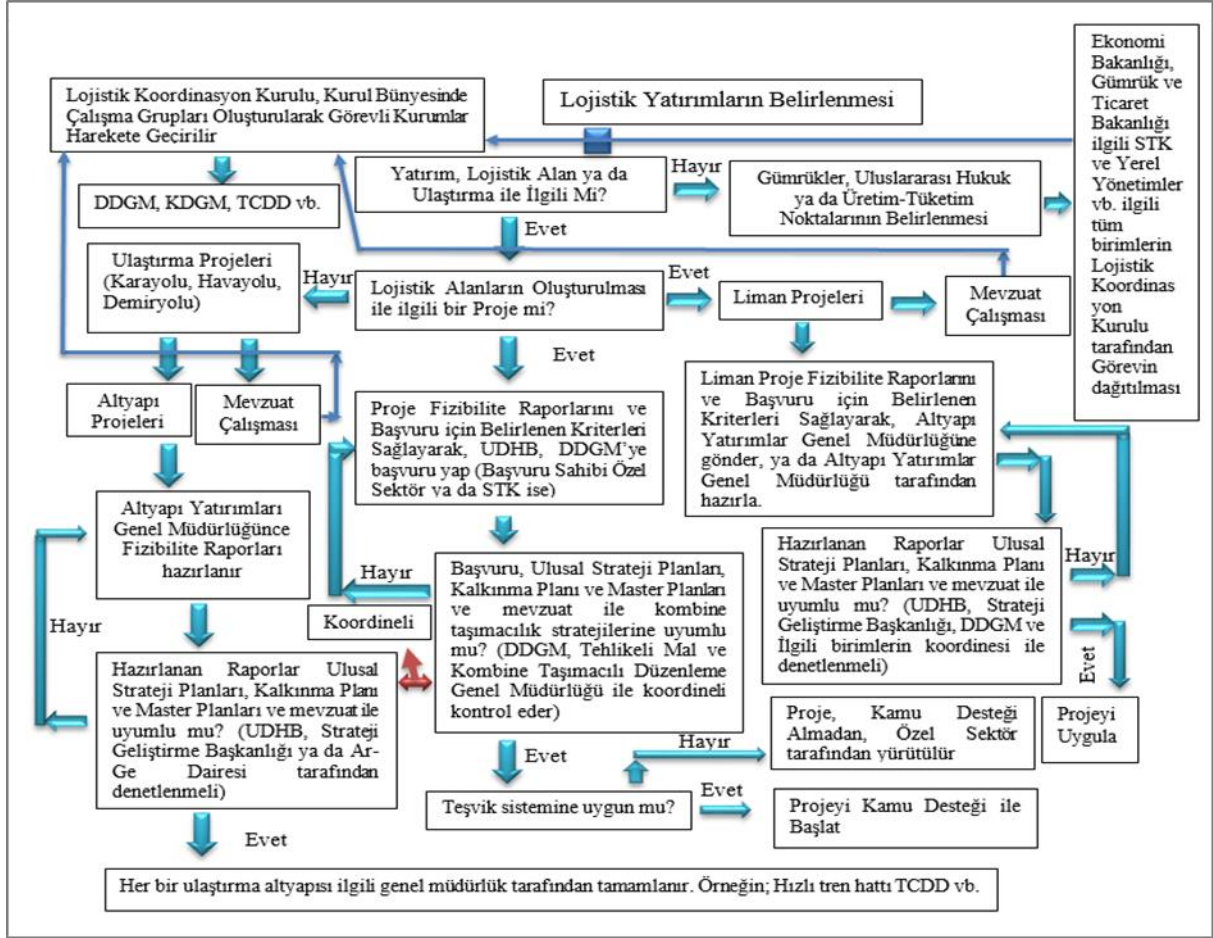 Lojistik Yatırımların Belirlenmesi
Lojistik Koordinasyon Kurulu, Kurul Bünyesinde
Çalışma Grupları Oluşturularak Görevli Kurumlar
Harekete Geçirilir
DDGM, KDGM, TCDD vb.
Yatırım, Lojistik Alan ya da
Ulaştırma ile İlgili Mi?
Hayır
Gümrükler, Uluslararası Hukuk
ya da Üretim-Tüketim
Noktalarının Belirlenmesi
Ekonomi
Bakanlığı,
Gümrük ve
Ticaret
Bakanlığı
ilgili STK
ve Yerel
Yönetimler
vb. ilgili
tüm
birimlerin
Lojistik
Koordinas
yon
Kurulu
tarafından
Görevin
dağıtılması
Evet
Ulaştırma Projeleri
(Karayolu, Havayolu,
Demiryolu)
Hayır
Lojistik Alanların Oluşturulması
ile ilgili bir Proje mi?
Evet
Liman Projeleri
Mevzuat
Çalışması
Evet
Altyapı
Projeleri
Mevzuat
Çalışması
Proje Fizibilite Raporlarını ve
Başvuru için Belirlenen Kriterleri
Sağlayarak, UDHB, DDGM'ye
başvuru yap (Başvuru Sahibi Özel
Sektör ya da STK ise)
Liman Proje Fizibilite Raporlarını
ve Başvuru için Belirlenen
Kriterleri Sağlayarak, Altyapı
Yatırımlar Genel Müdürlüğüne
gönder, ya da Altyapı Yatırımlar
Genel Müdürlüğü tarafından
hazırla.
Altyapı Yatırımları
Genel Müdürlüğünce
Fizibilite Raporları
hazırlanır
Hayır
Koordineli
Hayır
Başvuru, Ulusal Strateji Planları,
Kalkınma Planı ve Master Planları
ve mevzuat ile kombine
taşımacılık stratejilerine uyumlu
mu? (DDGM, Tehlikeli Mal ve
Kombine Taşımacılı Düzenleme
Genel Müdürlüğü ile koordineli
kontrol eder)
Hazırlanan Raporlar Ulusal
Strateji Planları, Kalkınma Planı
ve Master Planları ve mevzuat ile
uyumlu mu? (UDHB, Strateji
Geliştirme Başkanlığı, DDGM ve
İlgili birimlerin koordinesi ile
denetlenmeli)
Hayır
Evet
Projeyi
Uygula
Hazırlanan Raporlar Ulusal
Strateji Planları, Kalkınma Planı
ve Master Planları ve mevzuat ile
uyumlu mu? (UDHB, Strateji
Geliştirme Başkanlığı ya da Ar-
Ge Dairesi tarafından
denetlenmeli)
Evet
Hayır
Proje, Kamu Desteği
Almadan, Özel Sektör
tarafından yürütülür
Teşvik sistemine uygun mu?
Evet
Projeyi Kamu Desteği ile
Başlat
Evet
Her bir ulaştırma altyapısı ilgili genel müdürlük tarafından tamamlanır. Örneğin; Hızlı tren hattı TCDD vb.